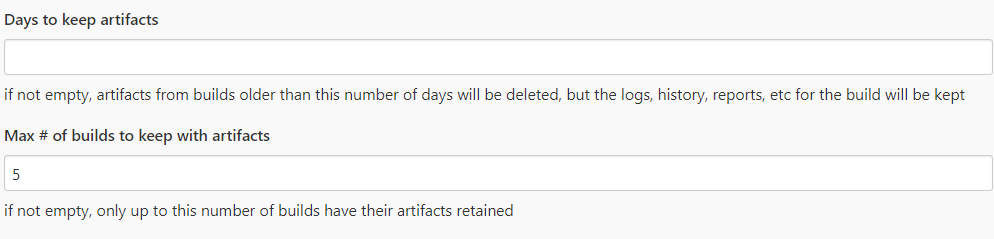 Days to keep artifacts
if not empty, artifacts from builds older than this number of days will be deleted, but the logs, history, reports, etc for the build will be kept
Max # of builds to keep with artifacts
5
if not empty, only up to this number of builds have their artifacts retained